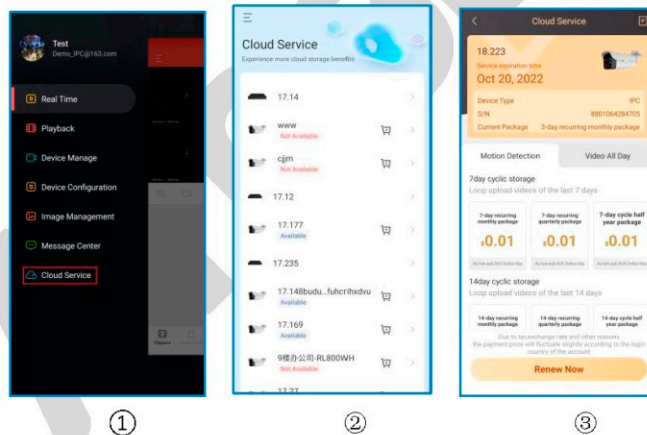 Test
Demo_IPC@163.com
Real Time
Playback
Device Manage
Device Configuration
Image Management
Message Center
Cloud Service
Playback
①
Cloud Service
Experience more cloud storage benefits
17.14
www
Not Available
cjjm
Not Available
17.12
17.177
Available
17.235
17.148budu...fuhcrihxdvu
Available
17.169
Available
9楼办公司-RL800WH
Not Available
17.27
②
Cloud Service
18.223
Service expiration time
Oct 20, 2022
Device Type IPC
S/N 8801064284705
Current Package 3-day recurring monthly package
Motion Detection Video All Day
7day cyclic storage
Loop upload videos of the last 7 days
7-day recurring monthly package
7-day recurring quarterly package
7-day cycle half year package
$0.01 $0.01 $0.01
14day cyclic storage
Loop upload videos of the last 14 days
14-day recurring monthly package
14-day recurring quarterly package
14-day cycle half year package
Due to exchange rate and other reasons
the payment price will fluctuate slightly according to the login
country of the account
Renew Now
③